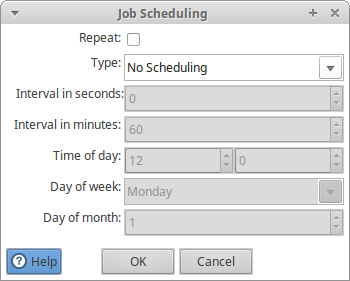 Job Scheduling
Repeat:
Type: No Scheduling
Interval in seconds: 0
Interval in minutes: 60
Time of day: 12 0
Day of week: Monday
Day of month: 1
Help OK Cancel